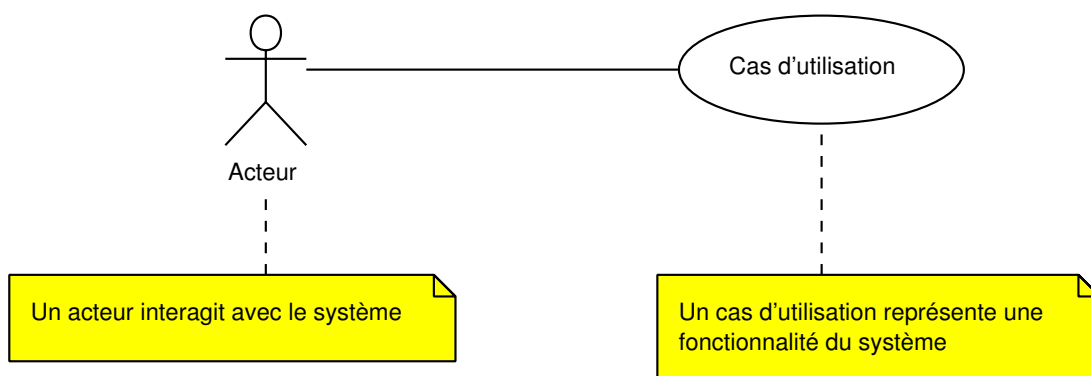 Cas d'utilisation
Acteur
Un acteur interagit avec le système
Un cas d'utilisation représente une
fonctionnalité du système